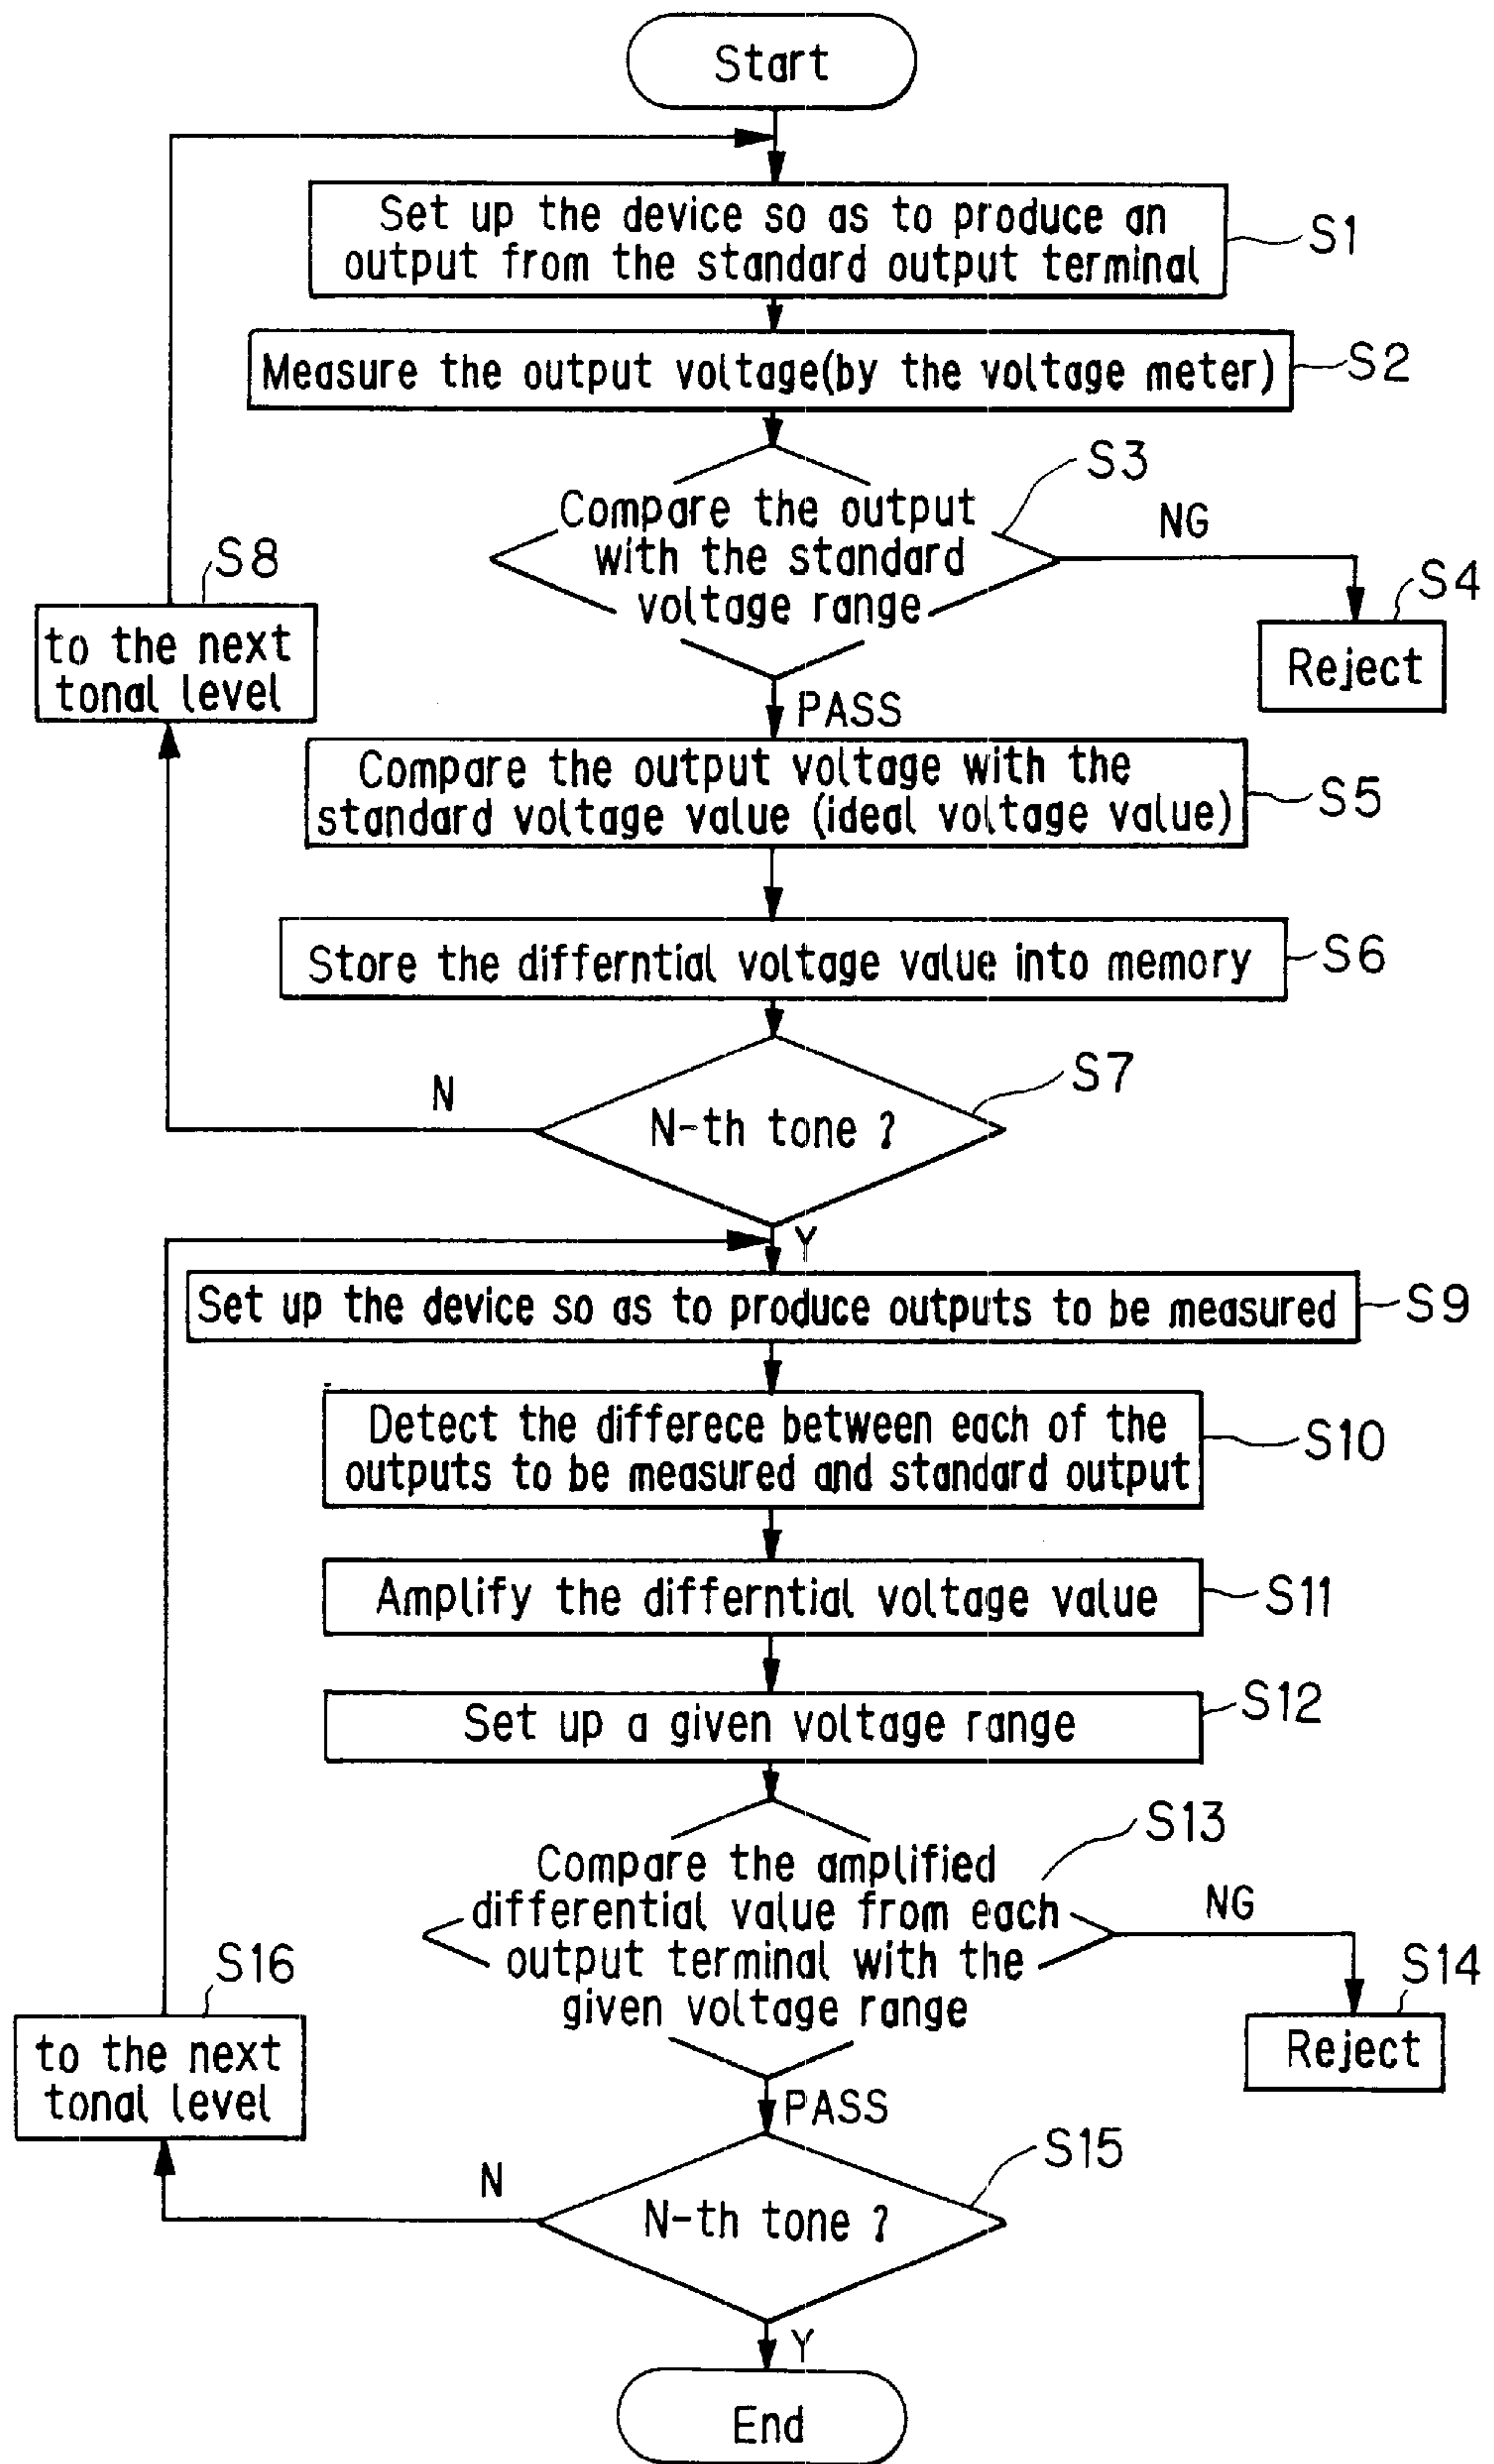 Start
Set up the device so as to produce an
output from the standard output terminal
S1
Measure the output voltage(by the voltage meter)
S2
Compare the output
with the standard
voltage range
S3
NG
S4
Reject
S8
to the next
tonal level
PASS
Compare the output voltage with the
standard voltage value (ideal voltage value)
S5
Store the differntial voltage value into memory
S6
N-th tone ?
S7
N
Y
Set up the device so as to produce outputs to be measured
S9
Detect the differece between each of the
outputs to be measured and standard output
S10
Amplify the differntial voltage value
S11
Set up a given voltage range
S12
Compare the amplified
differential value from each
output terminal with the
given voltage range
S13
NG
S14
Reject
S16
to the next
tonal level
PASS
N-th tone ?
S15
N
Y
End